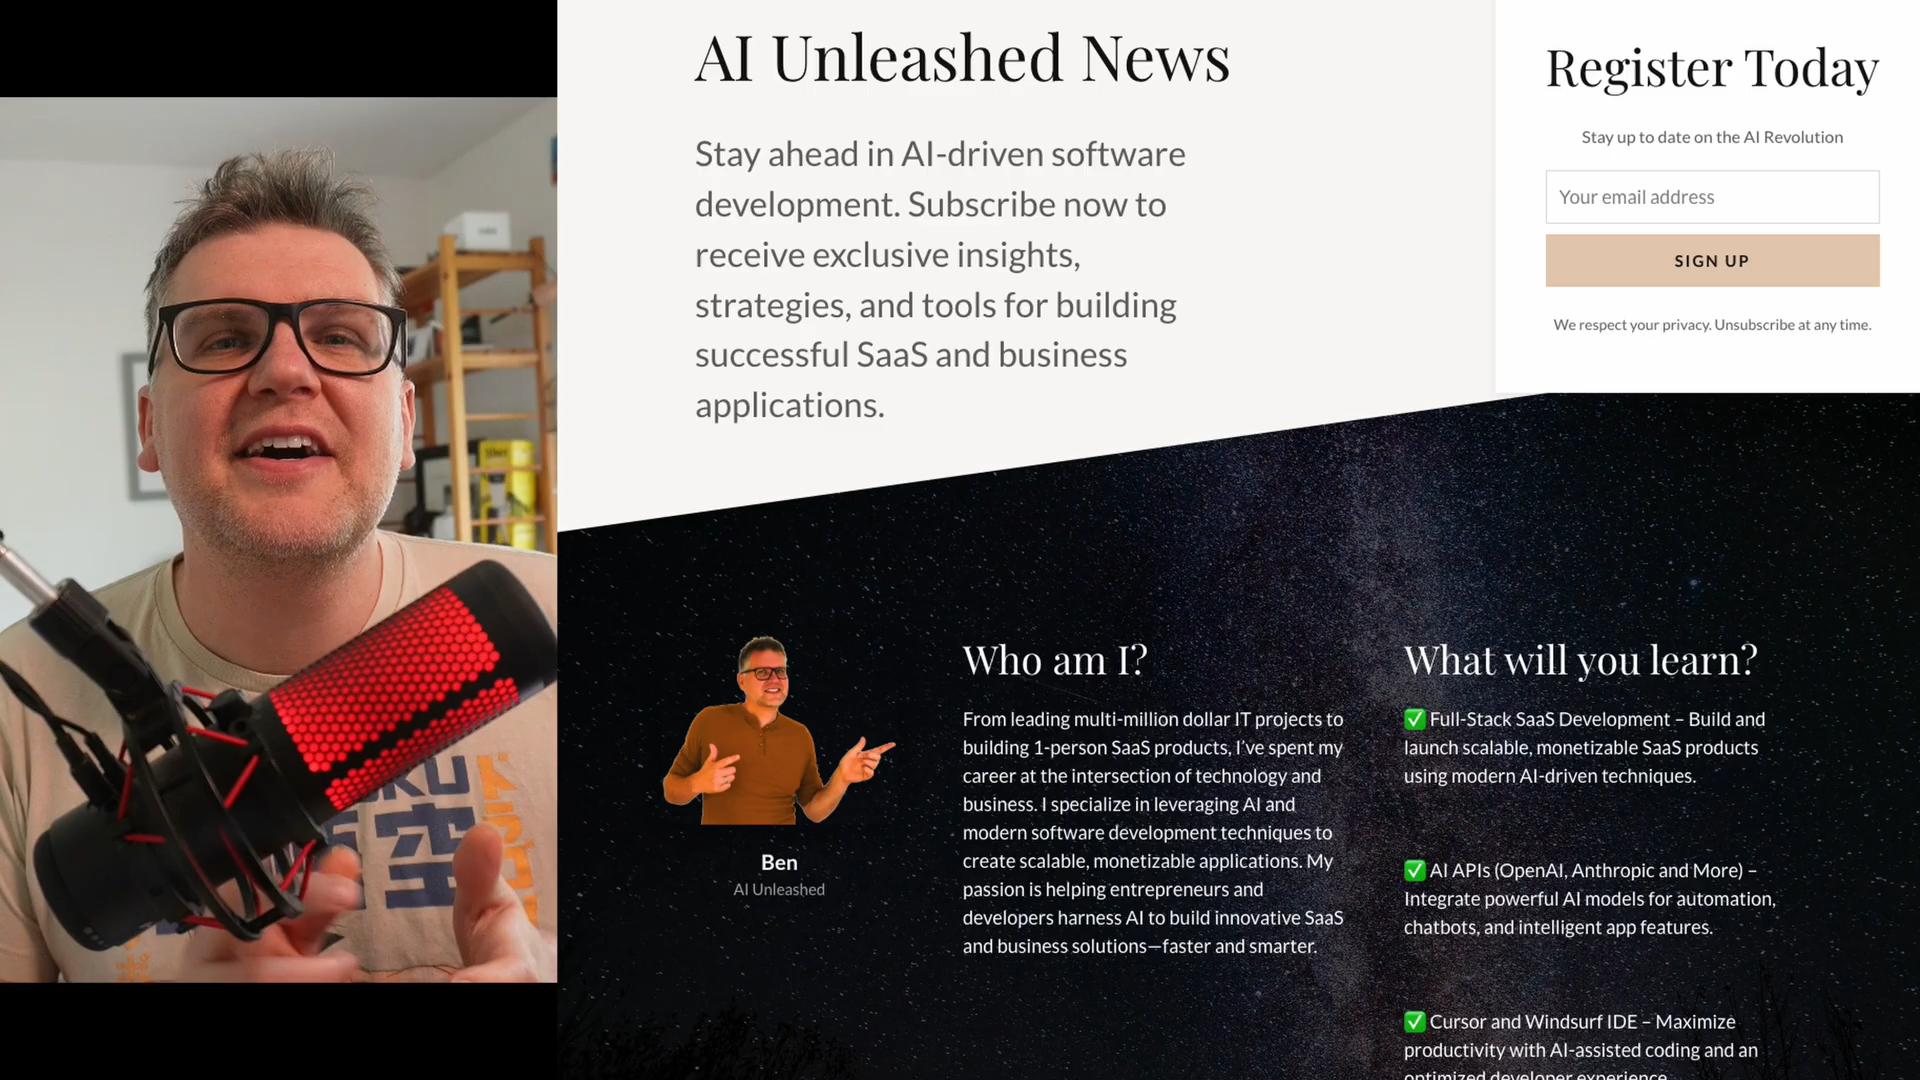 AI Unleashed News
Stay ahead in AI-driven software
development. Subscribe now to
receive exclusive insights,
strategies, and tools for building
successful SaaS and business
applications.
Register Today
Stay up to date on the AI Revolution
Your email address
SIGN UP
We respect your privacy. Unsubscribe at any time.
Ben
AI Unleashed
Who am I?
From leading multi-million dollar IT projects to
building 1-person SaaS products, I've spent my
career at the intersection of technology and
business. I specialize in leveraging AI and
modern software development techniques to
create scalable, monetizable applications. My
passion is helping entrepreneurs and
developers harness AI to build innovative SaaS
and business solutions—faster and smarter.
What will you learn?
✅ Full-Stack SaaS Development – Build and
launch scalable, monetizable SaaS products
using modern AI-driven techniques.
✅ AI APIs (OpenAI, Anthropic and More) –
Integrate powerful AI models for automation,
chatbots, and intelligent app features.
✅ Cursor and Windsurf IDE – Maximize
productivity with AI-assisted coding and an
optimized developer experience
空